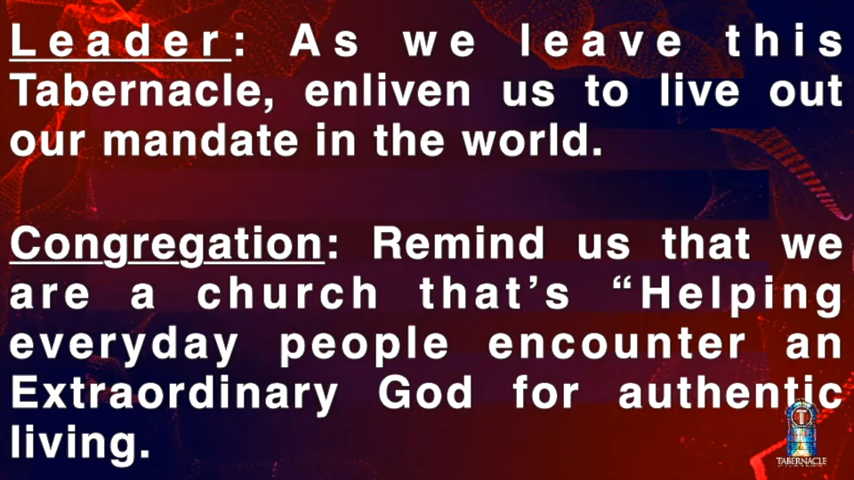 Leader: As we leave this
Tabernacle, enliven us to live out
our mandate in the world.
Congregation: Remind us that we
are a church that’s “Helping
everyday people encounter an
Extraordinary God for authentic
living.
T
TABERNACLE